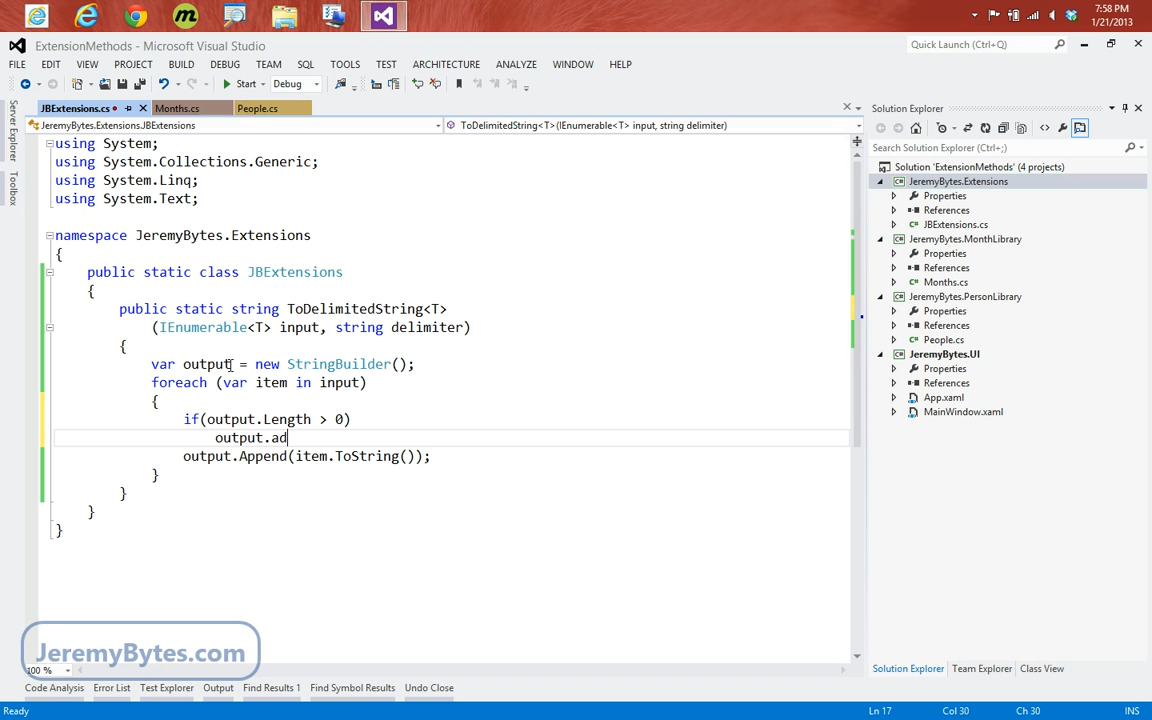 7:58 PM
1/21/2013
ExtensionMethods - Microsoft Visual Studio
Quick Launch (Ctrl+Q)
FILE EDIT VIEW PROJECT BUILD DEBUG TEAM SQL TOOLS TEST ARCHITECTURE ANALYZE WINDOW HELP
Start Debug
Server Explorer
Toolbox
JBExtensions.cs Months.cs People.cs
JeremyBytes.Extensions.JBExtensions ToDelimitedString<T>(IEnumerable<T> input, string delimiter)
using System;
using System.Collections.Generic;
using System.Linq;
using System.Text;
namespace JeremyBytes.Extensions
{
public static class JBExtensions
{
public static string ToDelimitedString<T>
(IEnumerable<T> input, string delimiter)
{
var output = new StringBuilder();
foreach (var item in input)
{
if(output.Length > 0)
output.ad
output.Append(item.ToString());
}
}
}
}
JeremyBytes.com
100 %
Solution Explorer
Search Solution Explorer (Ctrl+;)
Solution 'ExtensionMethods' (4 projects)
JeremyBytes.Extensions
Properties
References
JBExtensions.cs
JeremyBytes.MonthLibrary
Properties
References
Months.cs
JeremyBytes.PersonLibrary
Properties
References
People.cs
JeremyBytes.UI
Properties
References
App.xaml
MainWindow.xaml
Solution Explorer Team Explorer Class View
Code Analysis Error List Test Explorer Output Find Results 1 Find Symbol Results Undo Close
Ready Ln 17 Col 30 Ch 30 INS